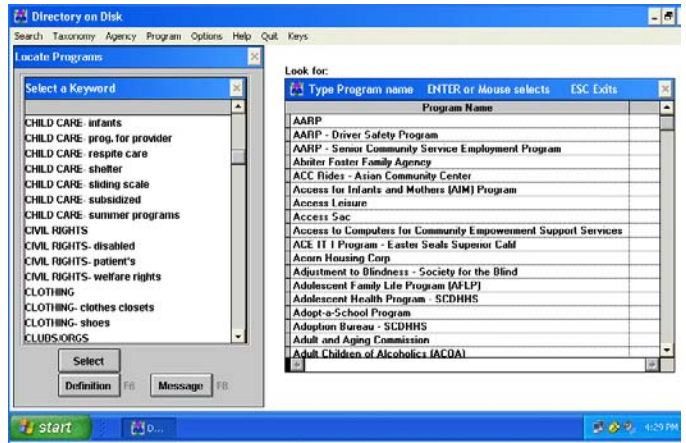 Directory on Disk
Search Taxonomy Agency Program Options Help Quit Keys
Locate Programs
Select a Keyword
CHILD CARE- infants
CHILD CARE- prog. for provider
CHILD CARE- respite care
CHILD CARE- shelter
CHILD CARE- sliding scale
CHILD CARE- subsidized
CHILD CARE- summer programs
CIVIL RIGHTS
CIVIL RIGHTS- disabled
CIVIL RIGHTS- patient's
CIVIL RIGHTS- welfare rights
CLOTHING
CLOTHING- clothes closets
CLOTHING- shoes
CLUBS/ORGS
Select
Definition F6 Message F8
Look for:
Type Program name ENTER or Mouse selects ESC Exits
Program Name
AARP
AARP - Driver Safety Program
AARP - Senior Community Service Employment Program
Abriter Foster Family Agency
ACC Rides - Asian Community Center
Access for Infants and Mothers (AIM) Program
Access Leisure
Access Sac
Access to Computers for Community Empowerment Support Services
ACE IT I Program - Easter Seals Superior Calif
Acorn Housing Corp
Adjustment to Blindness - Society for the Blind
Adolescent Family Life Program (AFLP)
Adolescent Health Program - SCDHHS
Adopt-a-School Program
Adoption Bureau - SCDHHS
Adult and Aging Commission
Adult Children of Alcoholics (ACOA)
start D... 4:29 PM